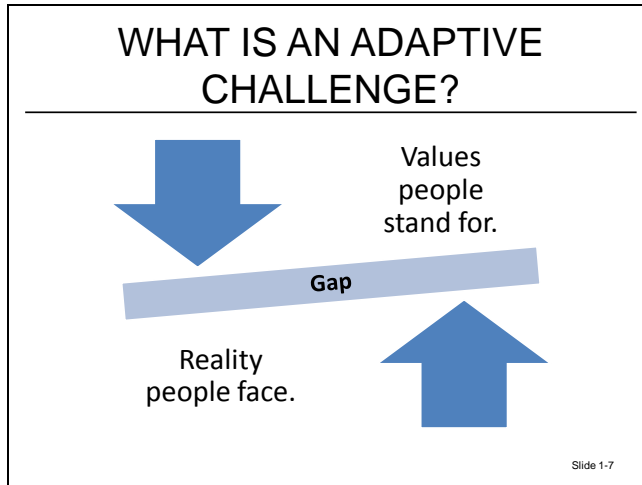 WHAT IS AN ADAPTIVE
CHALLENGE?
Values
people
stand for.
Gap
Reality
people face.
Slide 1-7